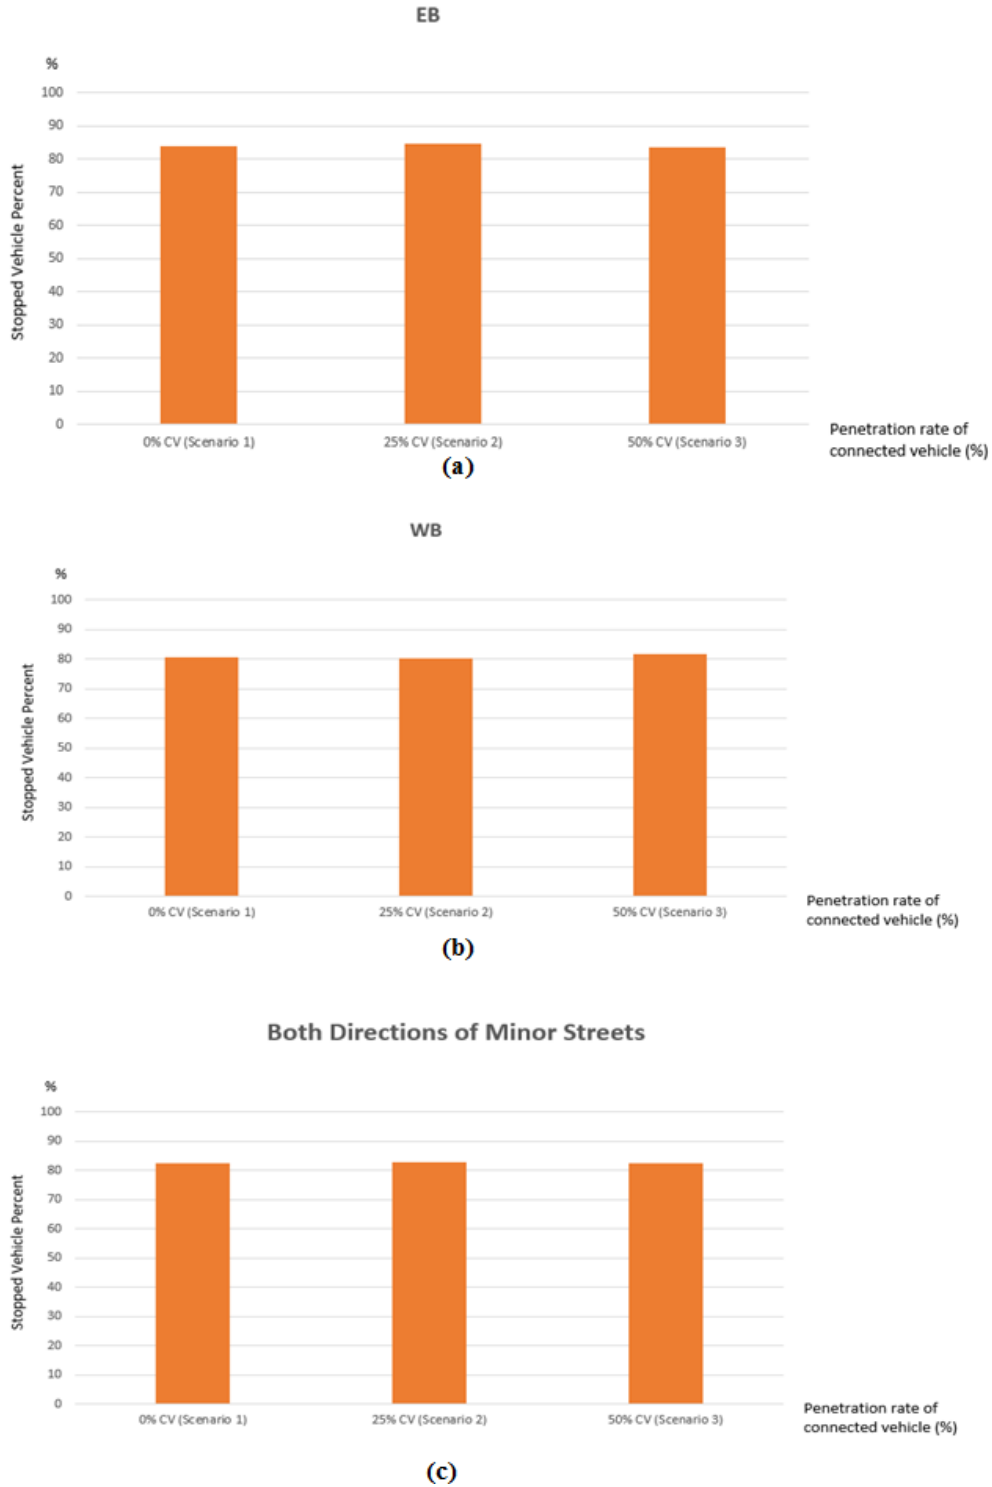 EB
%
100
90
80
70
60
50
40
30
20
10
0
Stopped Vehicle Percent
0% CV (Scenario 1)
25% CV (Scenario 2)
50% CV (Scenario 3)
Penetration rate of
connected vehicle (%)
(a)
WB
%
100
90
80
70
60
50
40
30
20
10
0
Stopped Vehicle Percent
0% CV (Scenario 1)
25% CV (Scenario 2)
50% CV (Scenario 3)
Penetration rate of
connected vehicle (%)
(b)
Both Directions of Minor Streets
%
100
90
80
70
60
50
40
30
20
10
0
Stopped Vehicle Percent
0% CV (Scenario 1)
25% CV (Scenario 2)
50% CV (Scenario 3)
Penetration rate of
connected vehicle (%)
(c)